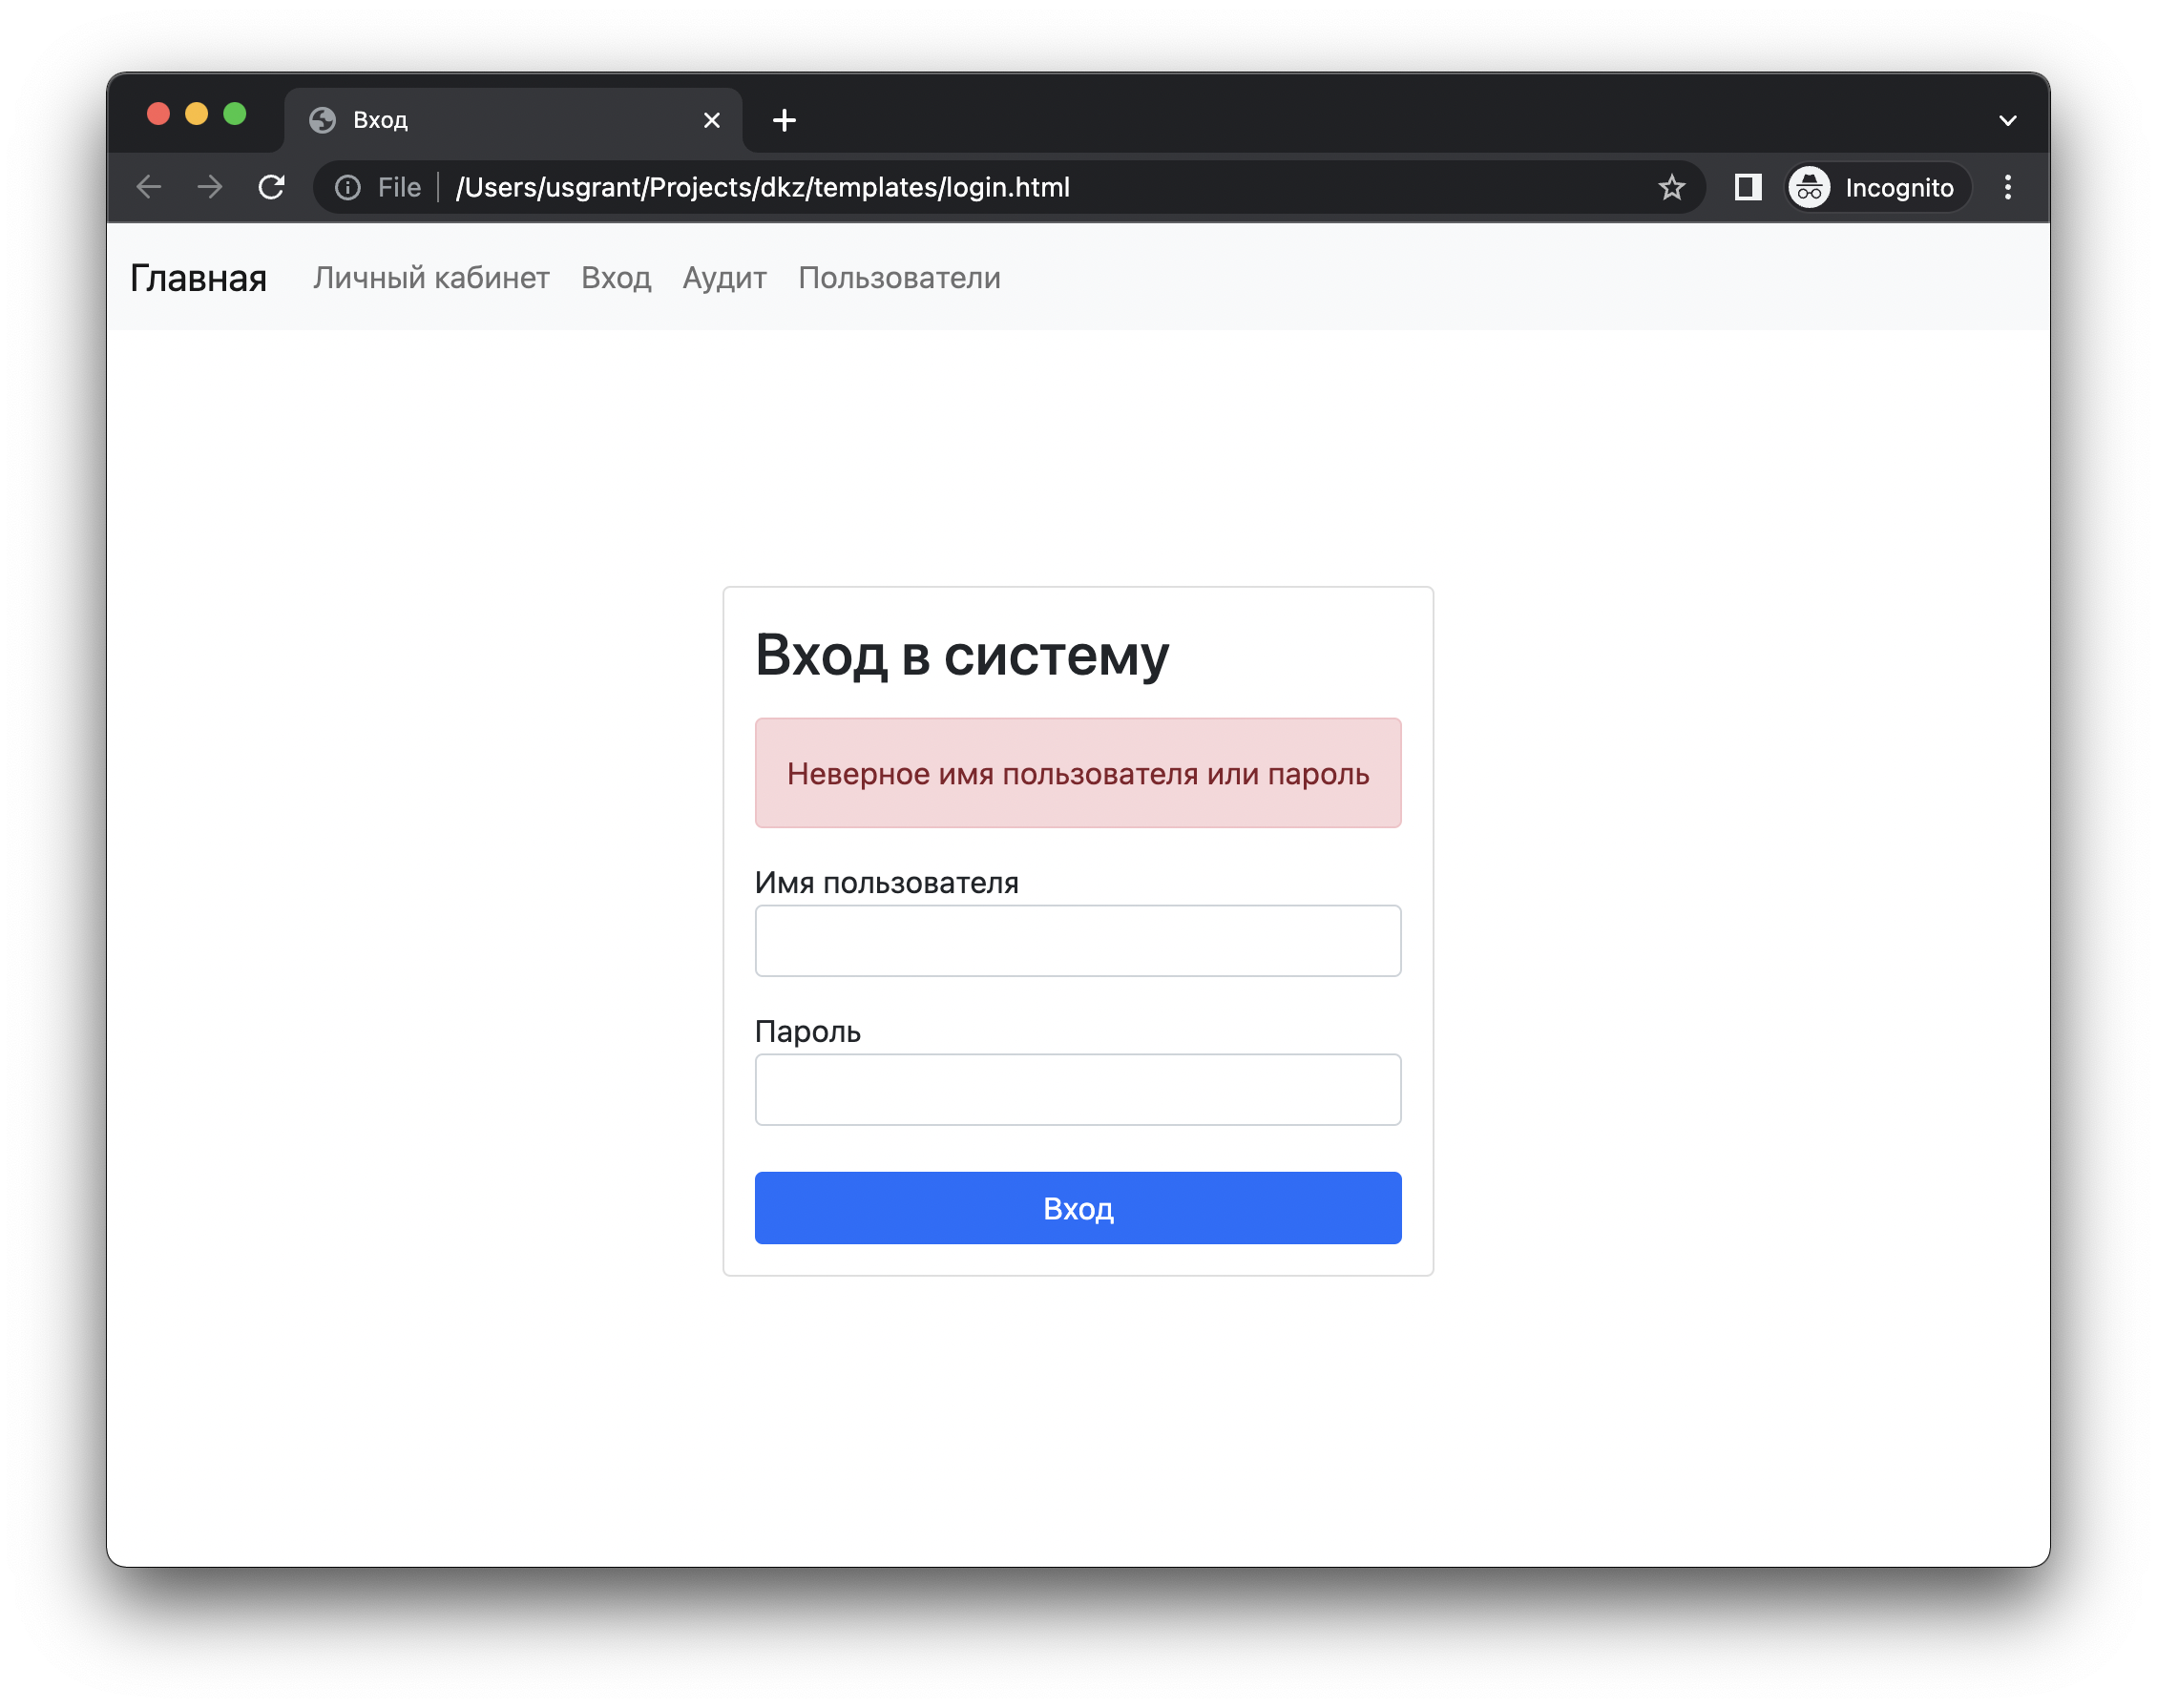 Вход
File /Users/usgrant/Projects/dkz/templates/login.html Incognito
Главная Личный кабинет Вход Аудит Пользователи
Вход в систему
Неверное имя пользователя или пароль
Имя пользователя
Пароль
Вход